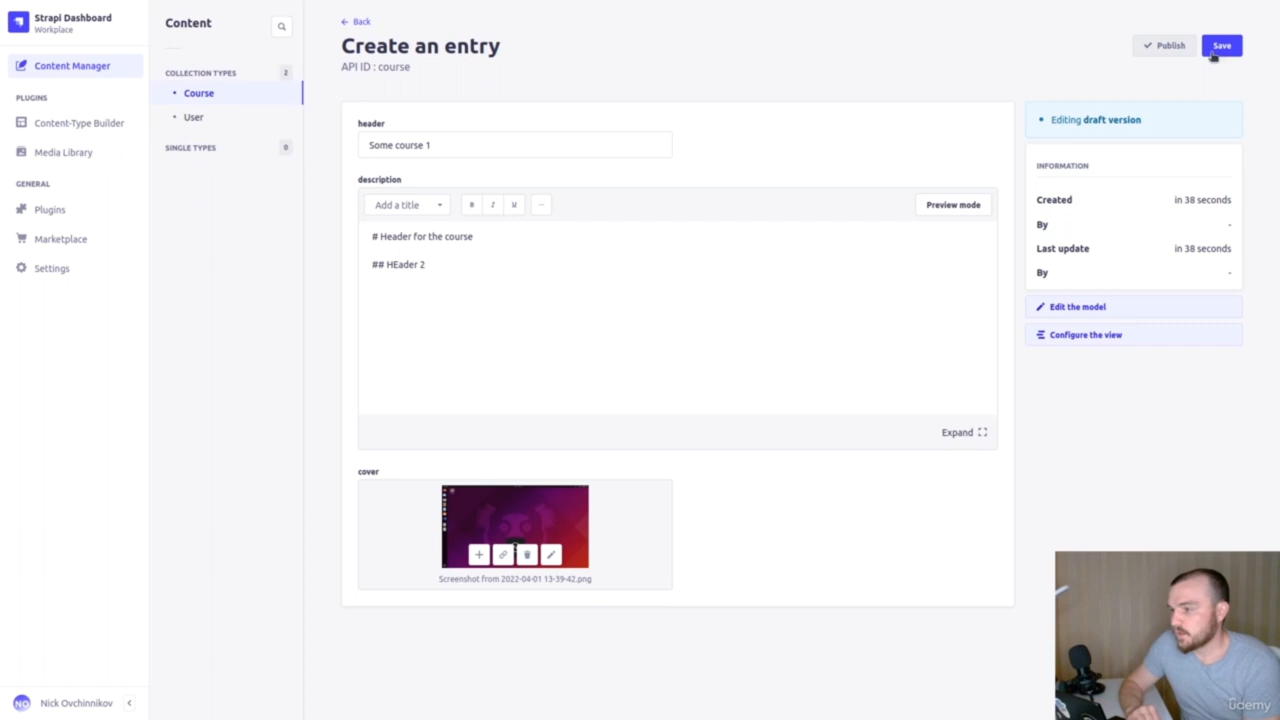 Strapi Dashboard
Workplace
Content Manager
PLUGINS
Content-Type Builder
Media Library
GENERAL
Plugins
Marketplace
Settings
NO Nick Ovchinnikov
Content
COLLECTION TYPES 2
Course
User
SINGLE TYPES 0
Back
Create an entry
API ID : course
Publish
Save
header
Some course 1
description
Add a title
B I U
Preview mode
# Header for the course
## HEader 2
Expand
cover
Screenshot from 2022-04-01 13-39-42.png
Editing draft version
INFORMATION
Created in 38 seconds
By -
Last update in 38 seconds
By -
Edit the model
Configure the view
ûdemy